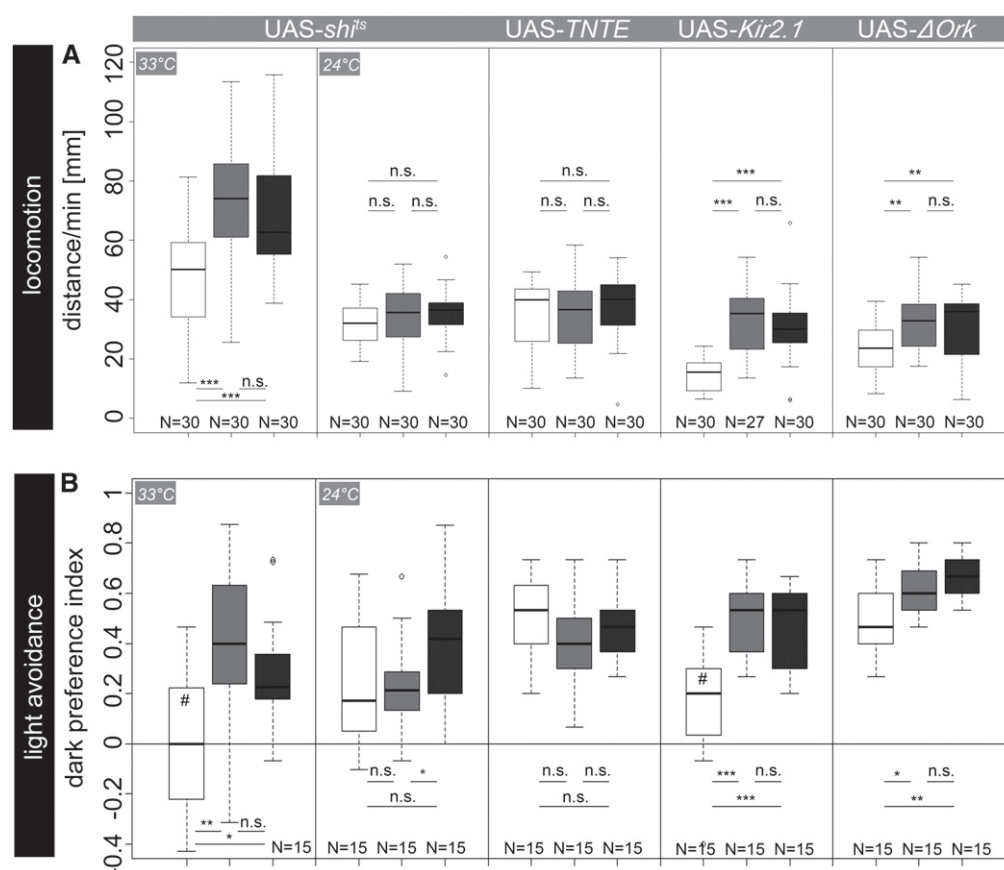 UAS-shi^ts UAS-TNTE UAS-Kir2.1 UAS-ΔOrk
A
locomotion
distance/min [mm]
120
100
80
60
40
20
0
33°C
*** n.s.
***
N=30 N=30 N=30
24°C
n.s.
n.s. n.s.
N=30 N=30 N=30
n.s.
n.s. n.s.
N=30 N=30 N=30
***
*** n.s.
N=30 N=27 N=30
**
** n.s.
N=30 N=30 N=30
B
light avoidance
dark preference index
1
0.8
0.6
0.4
0.2
0
-0.2
-0.4
33°C
#
** n.s.
*
N=15
24°C
n.s. *
n.s.
N=15 N=15 N=15
n.s. n.s.
n.s.
N=15 N=15 N=15
#
*** n.s.
***
N=15 N=15 N=15
* n.s.
**
N=15 N=15 N=15